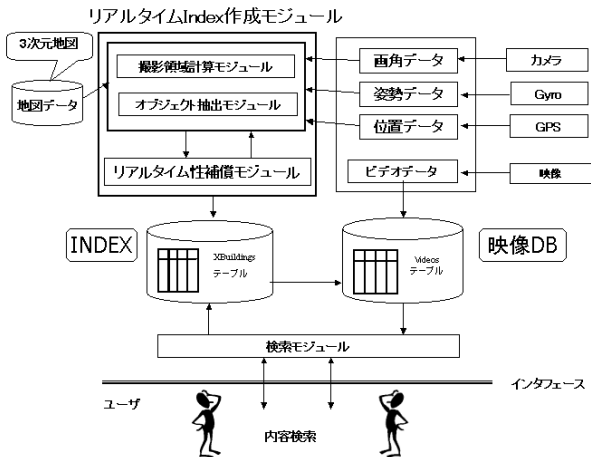 リアルタイムIndex作成モジュール
3次元地図
地図データ
撮影領域計算モジュール
オブジェクト抽出モジュール
リアルタイム性補償モジュール
画角データ
カメラ
姿勢データ
Gyro
位置データ
GPS
ビデオデータ
映像
INDEX
XBuildings
テーブル
Videos
テーブル
映像DB
検索モジュール
インタフェース
ユーザ
内容検索